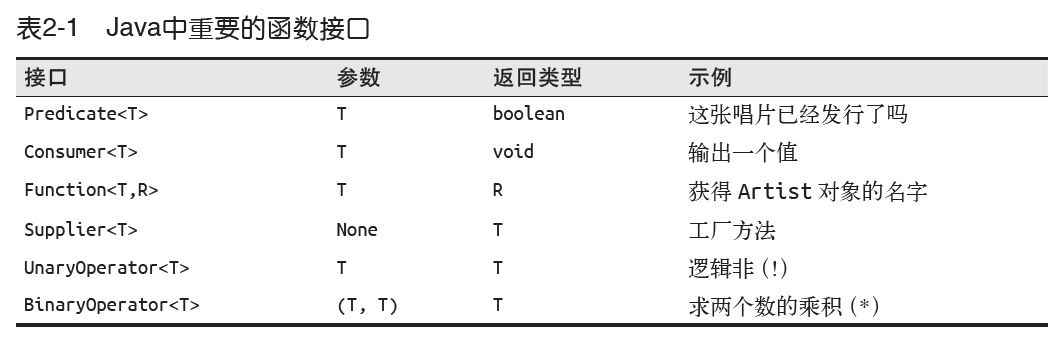 表2-1 Java中重要的函数接口
接口 参数 返回类型 示例
Predicate<T> T boolean 这张唱片已经发行了吗
Consumer<T> T void 输出一个值
Function<T,R> T R 获得 Artist 对象的名字
Supplier<T> None T 工厂方法
UnaryOperator<T> T T 逻辑非 (!)
BinaryOperator<T> (T, T) T 求两个数的乘积 (*)